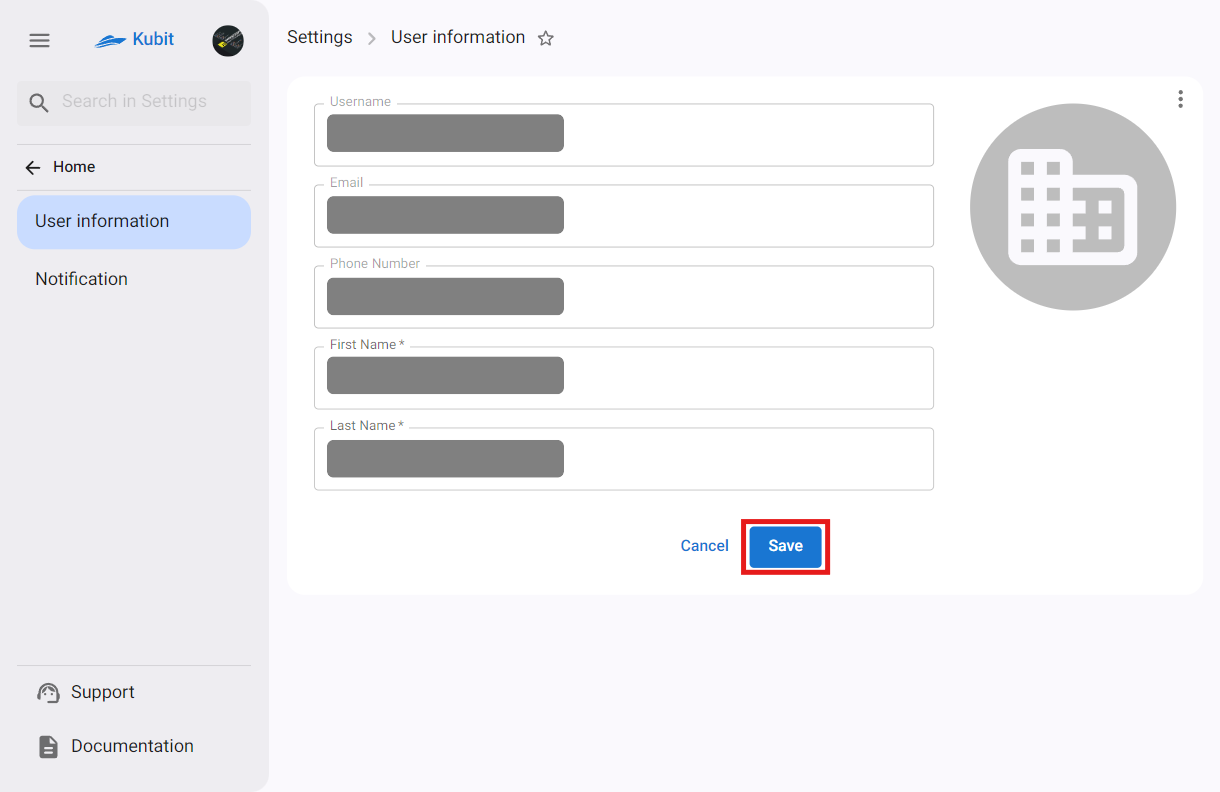 Kubit
Search in Settings
Home
User information
Notification
Support
Documentation
Settings > User information
Username
Email
Phone Number
First Name *
Last Name *
Cancel
Save